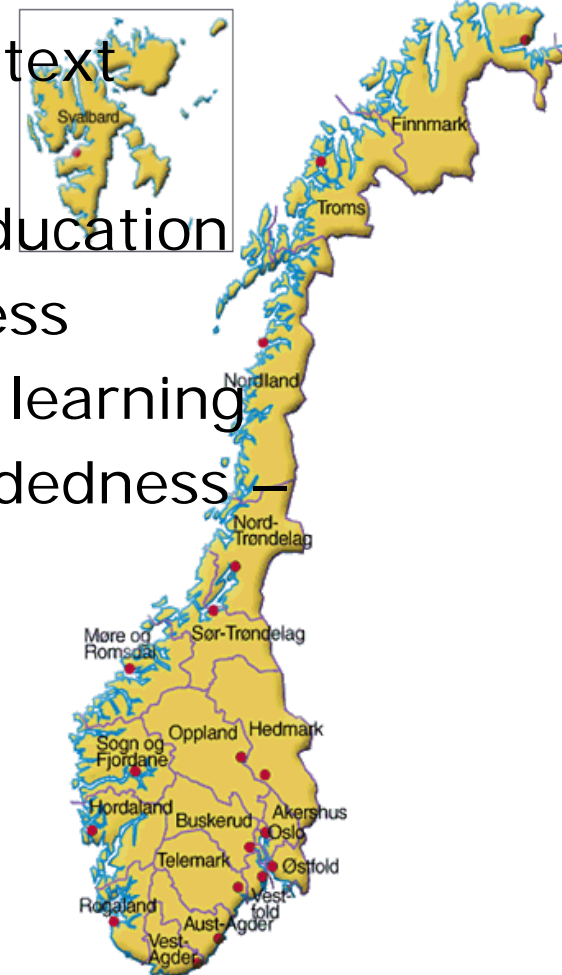 text
Svalbard
Finnmark
Troms
ducation
ess
Nordland
learning
dedness –
Nord-
Trøndelag
Møre og
Romsdal
Sør-Trøndelag
Oppland
Hedmark
Sogn og
Fjordane
Hordaland
Buskerud
Akershus
Oslo
Telemark
Østfold
Vest-
fold
Rogaland
Aust-Agder
Vest-
Agder